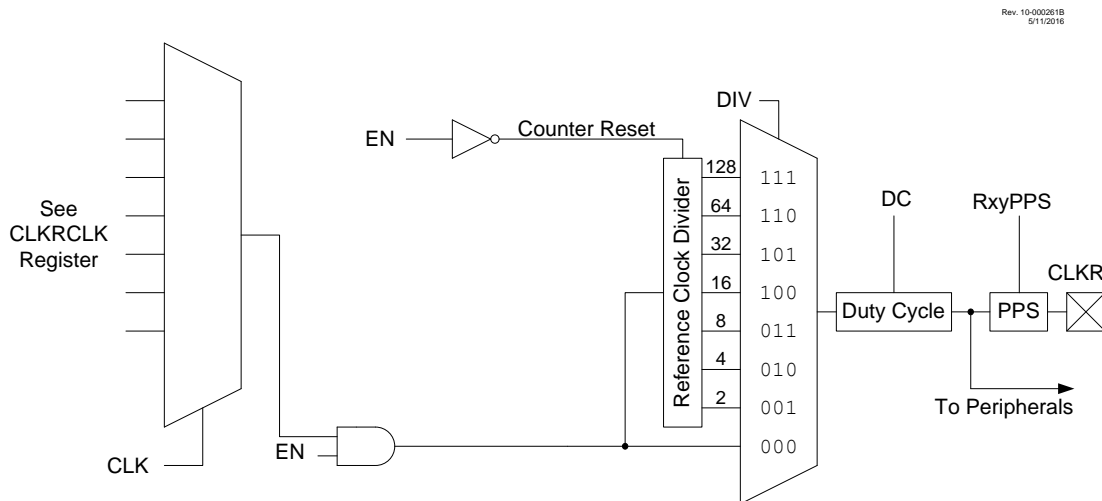 Rev. 10-000261B
5/11/2016
DIV
EN
Counter Reset
See
CLKRCLK
Register
Reference Clock Divider
128
64
32
16
8
4
2
111
110
101
100
011
010
001
000
DC
RxyPPS
CLKR
Duty Cycle
PPS
To Peripherals
EN
CLK